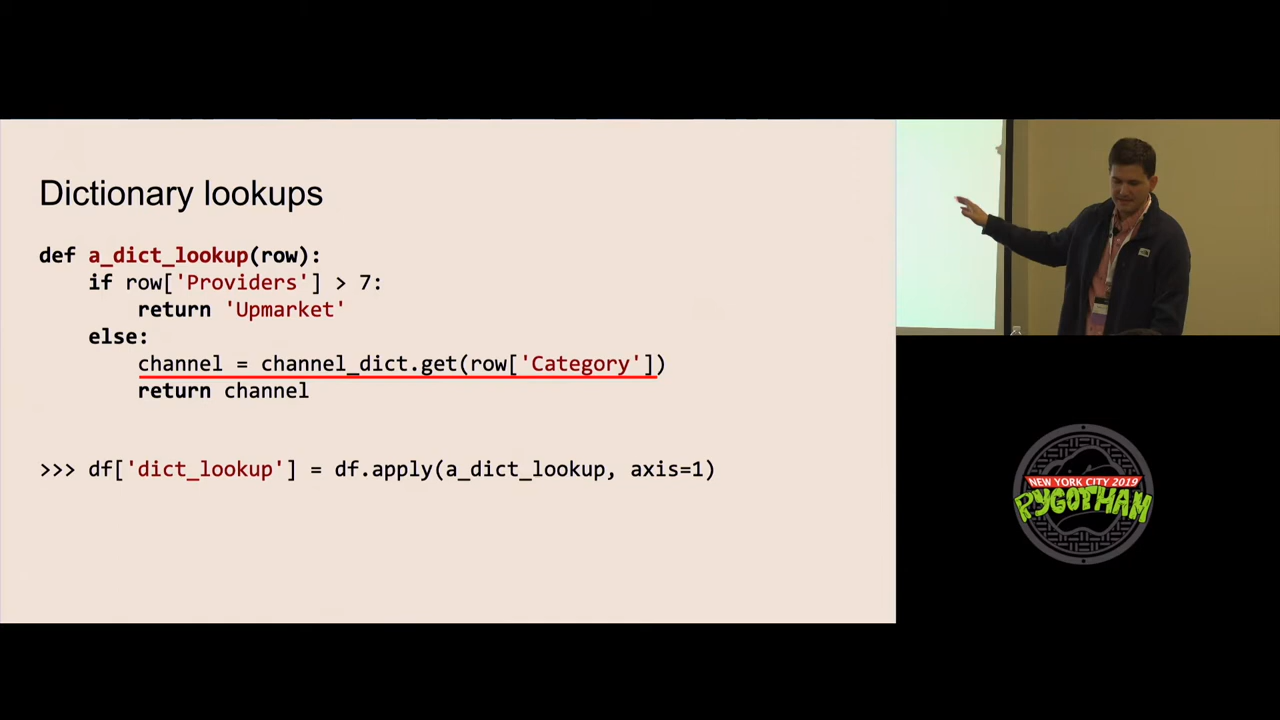 Dictionary lookups
def a_dict_lookup(row):
    if row['Providers'] > 7:
        return 'Upmarket'
    else:
        channel = channel_dict.get(row['Category'])
        return channel
>>> df['dict_lookup'] = df.apply(a_dict_lookup, axis=1)
NEW YORK CITY 2019
PYGOTHAM